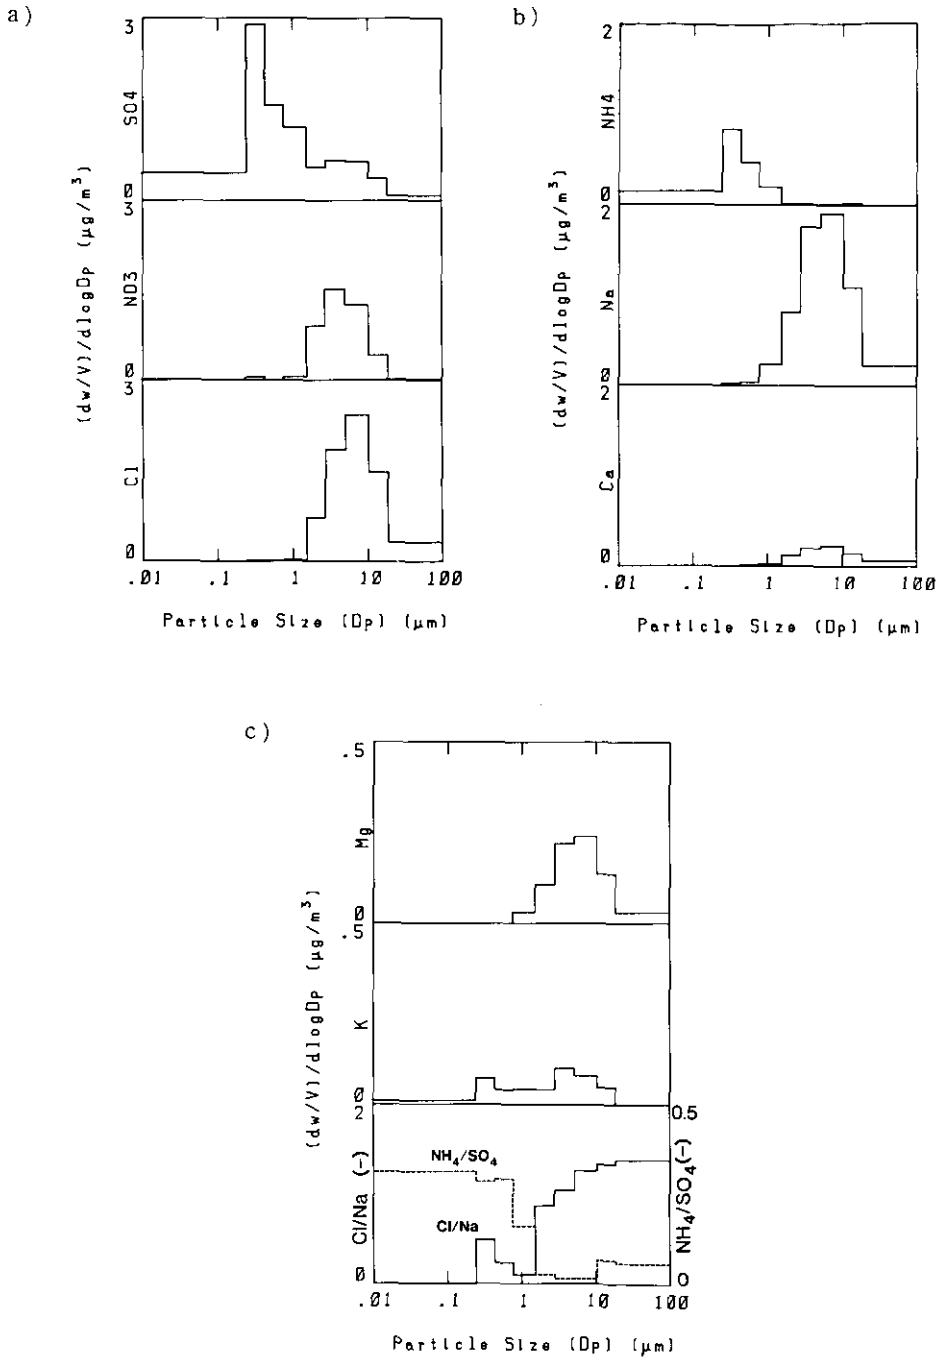 a)
3
SO4
0
3
NO3
0
3
Cl
0
(dw/V)/dlogDp (μg/m³)
.01 .1 1 10 100
Particle Size (Dp) (μm)
b)
2
NH4
0
2
Na
0
2
Ca
0
(dw/V)/dlogDp (μg/m³)
.01 .1 1 10 100
Particle Size (Dp) (μm)
c)
.5
Mg
0
.5
K
0
(dw/V)/dlogDp (μg/m³)
2
Cl/Na (-)
0
0.5
NH₄/SO₄(-)
0
NH₄/SO₄
Cl/Na
.01 .1 1 10 100
Particle Size (Dp) (μm)